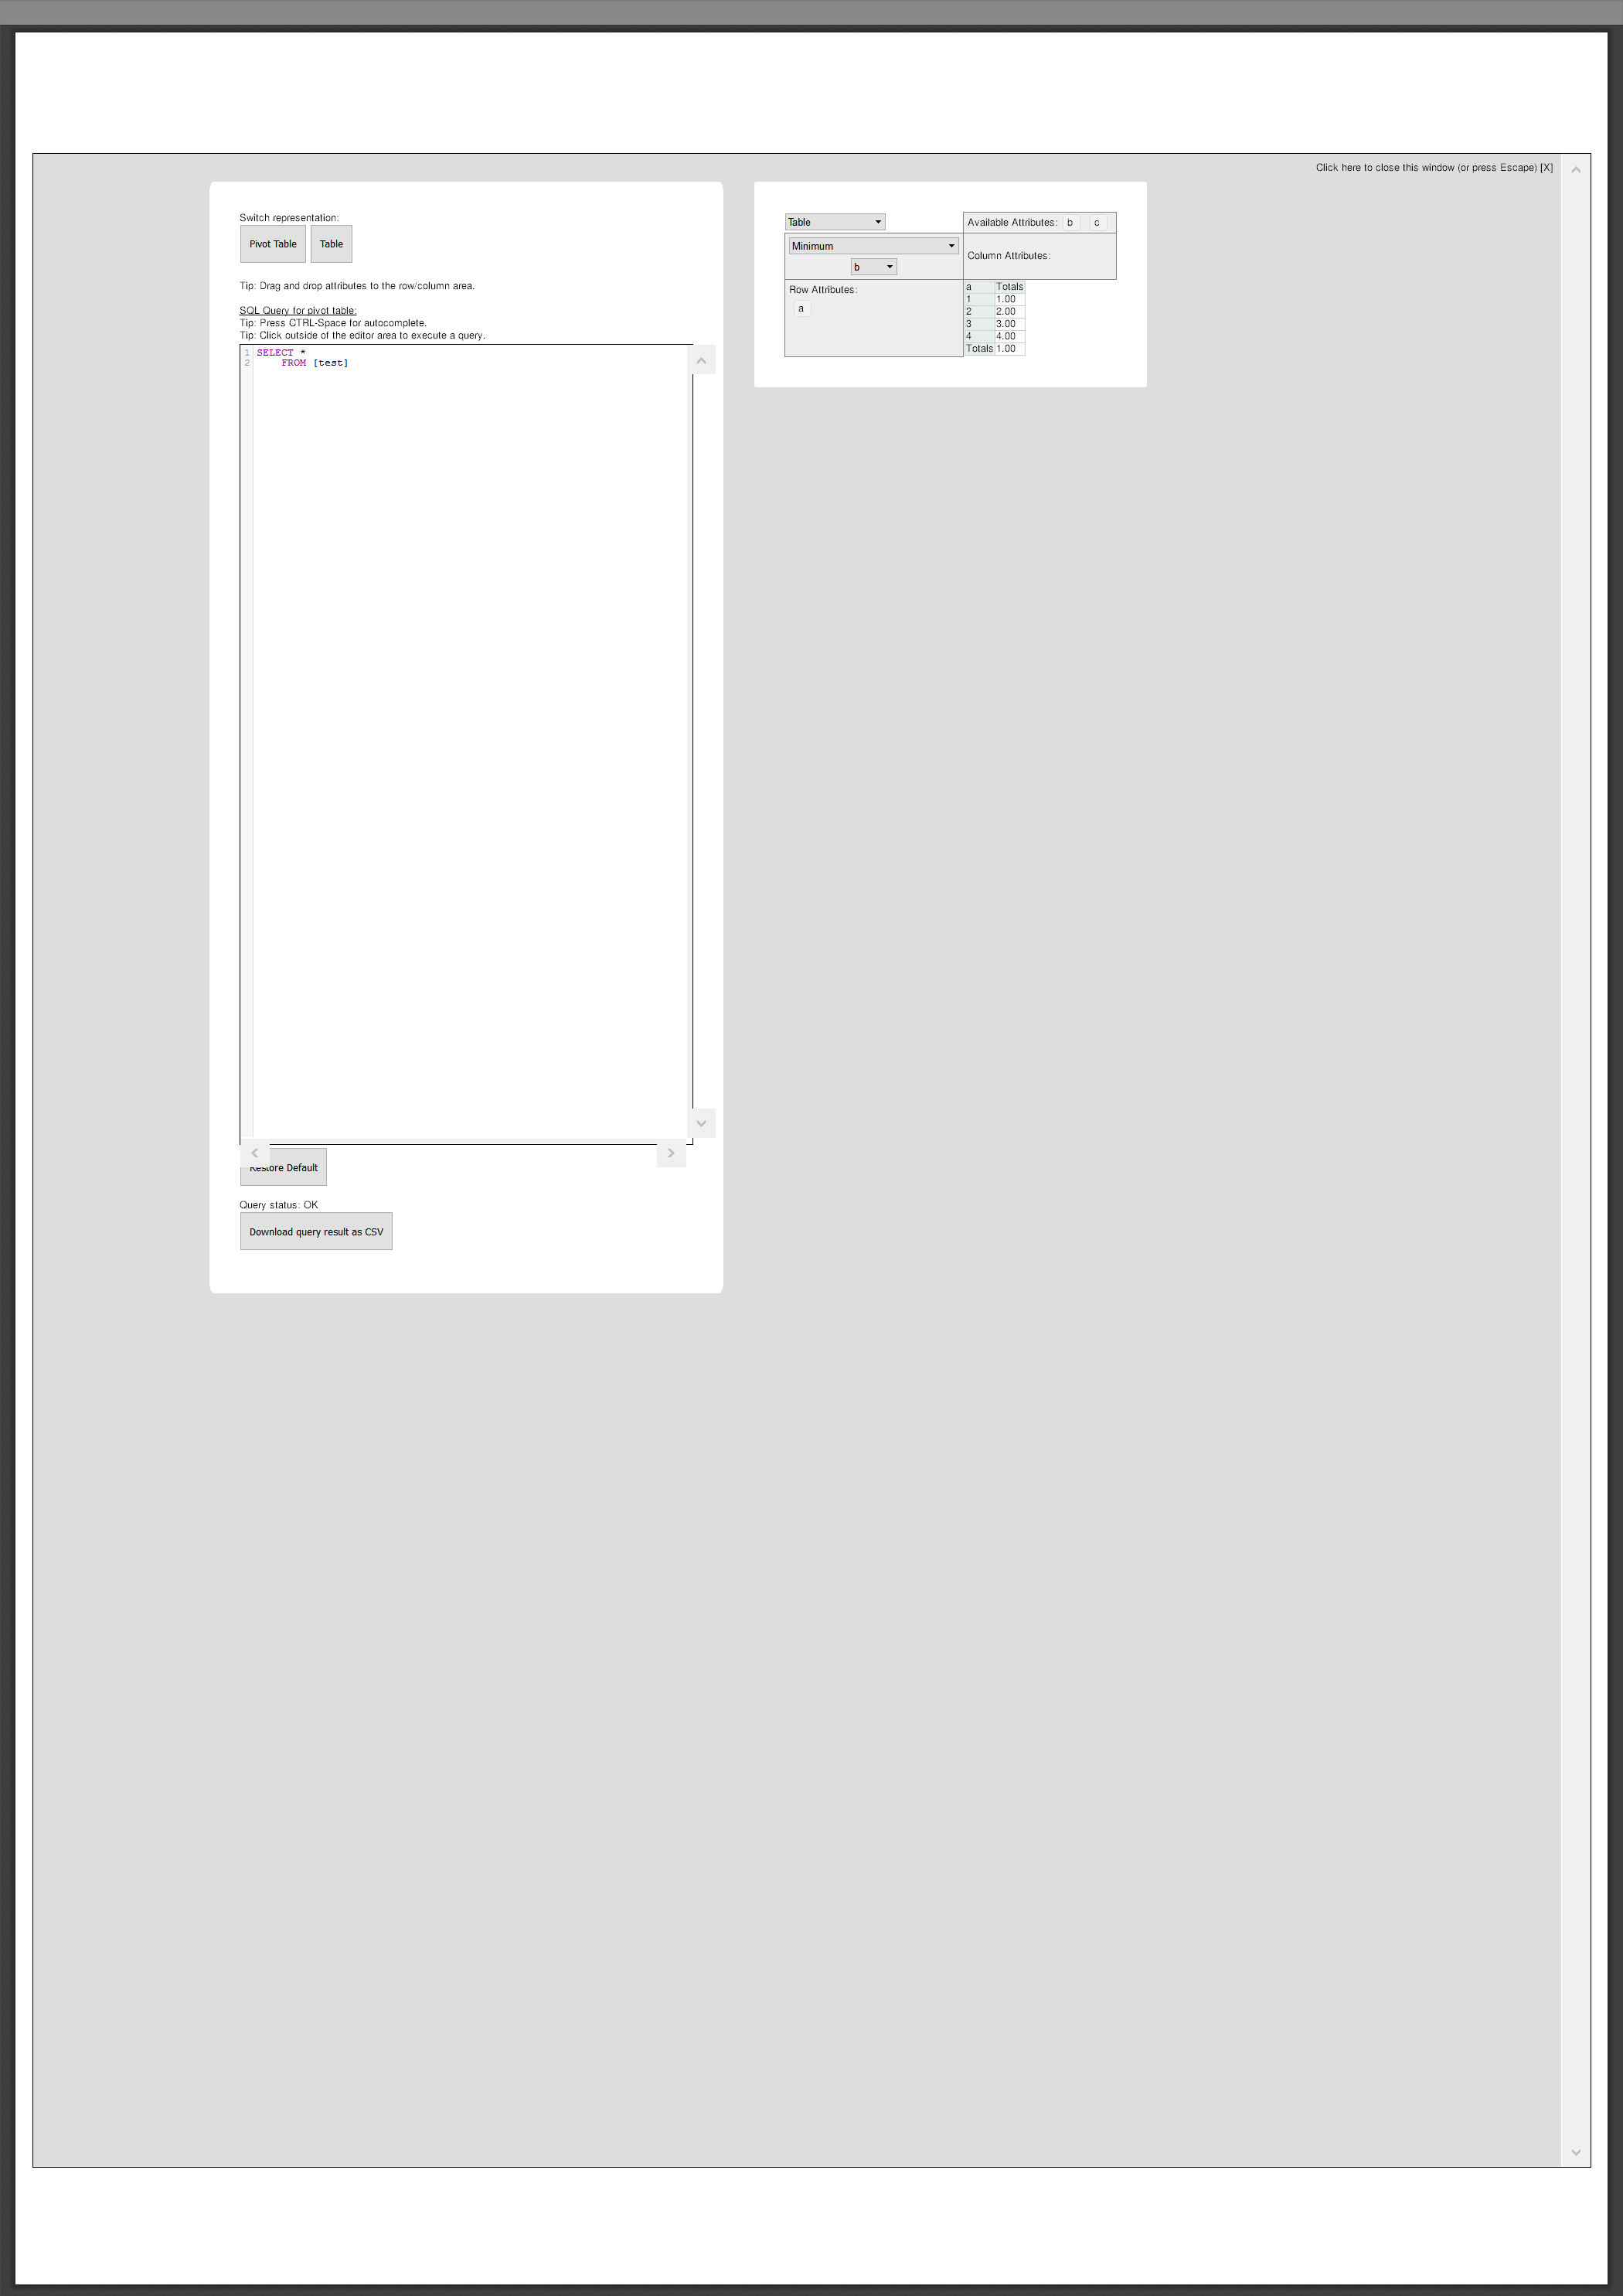 Click here to close this window (or press Escape) [X]
Switch representation:
Pivot Table
Table
Tip: Drag and drop attributes to the row/column area.
SQL Query for pivot table:
Tip: Press CTRL-Space for autocomplete.
Tip: Click outside of the editor area to execute a query.
1 SELECT *
2 FROM [test]
Restore Default
Query status: OK
Download query result as CSV
Table
Available Attributes: b c
Minimum
b
Column Attributes:
Row Attributes:
a
a Totals
1 1.00
2 2.00
3 3.00
4 4.00
Totals 1.00